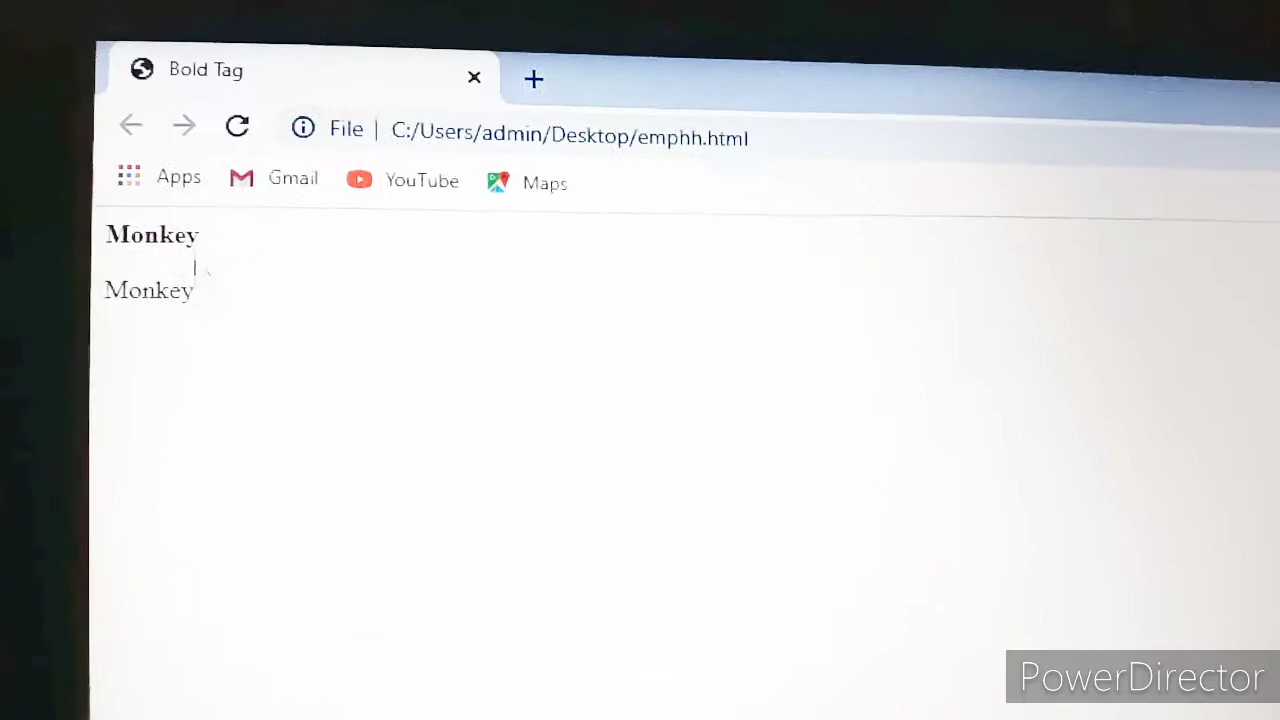 Bold Tag
File | C:/Users/admin/Desktop/emphh.html
Apps Gmail YouTube Maps
Monkey
Monkey
PowerDirector